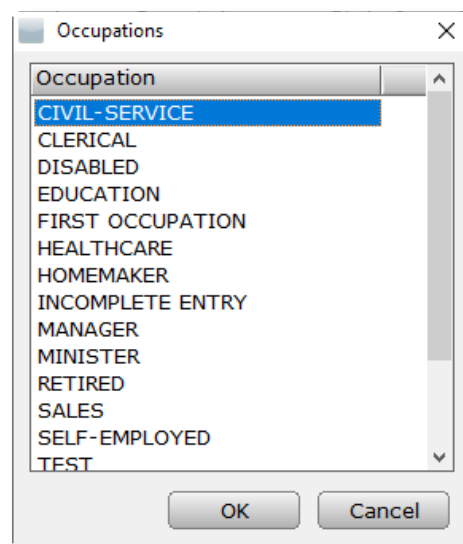 Occupations
Occupation
CIVIL-SERVICE
CLERICAL
DISABLED
EDUCATION
FIRST OCCUPATION
HEALTHCARE
HOMEMAKER
INCOMPLETE ENTRY
MANAGER
MINISTER
RETIRED
SALES
SELF-EMPLOYED
TEST
OK Cancel